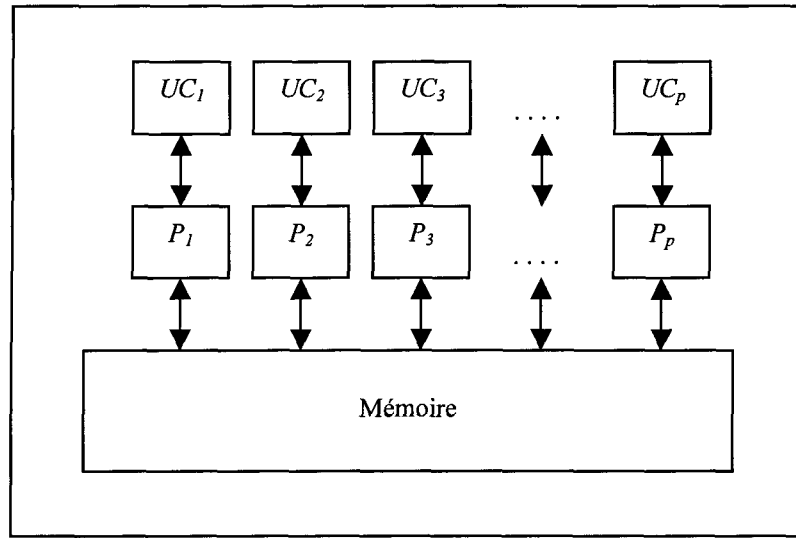 UC₁ UC₂ UC₃ .... UCₚ
P₁ P₂ P₃ .... Pₚ
Mémoire